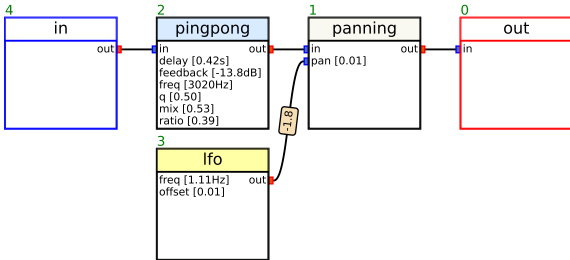 4
in
out
2
pingpong
in
out
delay [0.42s]
feedback [-13.8dB]
freq [3020Hz]
q [0.50]
mix [0.53]
ratio [0.39]
1
panning
in
out
pan [0.01]
0
out
in
-1.8
3
lfo
freq [1.11Hz]
out
offset [0.01]